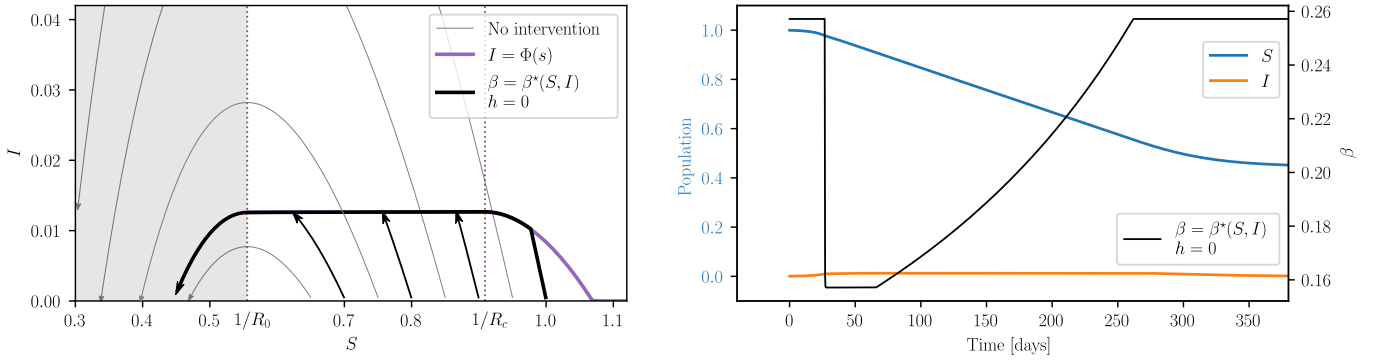 0.04
0.03
0.02
0.01
0.00
I
No intervention
I = Φ(s)
β = β⋆(S, I)
h = 0
0.3
0.4
0.5
1/R₀
0.7
0.8
1/R_c
1.0
1.1
S
1.0
0.8
0.6
0.4
0.2
0.0
Population
S
I
β = β⋆(S, I)
h = 0
0.26
0.24
0.22
0.20
0.18
0.16
β
0
50
100
150
200
250
300
350
Time [days]